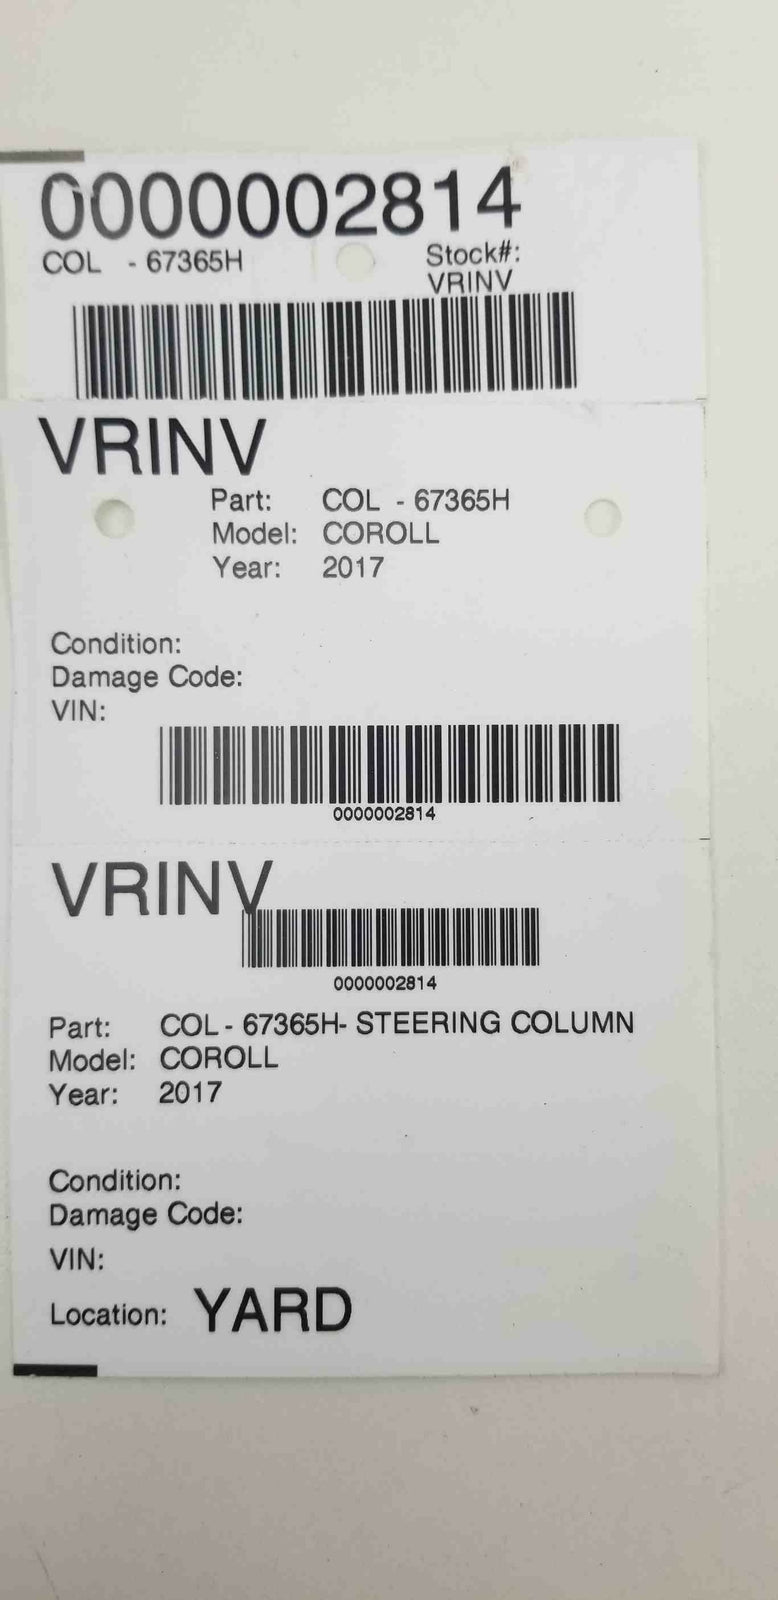 0000002814
COL - 67365H
Stock#:
VRINV
VRINV
Part: COL - 67365H
Model: COROLL
Year: 2017
Condition:
Damage Code:
VIN:
0000002814
VRINV
0000002814
Part: COL - 67365H- STEERING COLUMN
Model: COROLL
Year: 2017
Condition:
Damage Code:
VIN:
Location: YARD